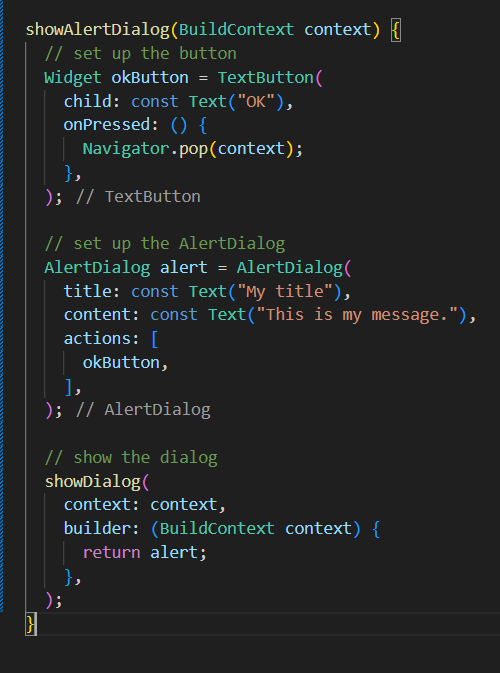 showAlertDialog(BuildContext context) {
  // set up the button
  Widget okButton = TextButton(
    child: const Text("OK"),
    onPressed: () {
      Navigator.pop(context);
    },
  ); // TextButton

  // set up the AlertDialog
  AlertDialog alert = AlertDialog(
    title: const Text("My title"),
    content: const Text("This is my message."),
    actions: [
      okButton,
    ],
  ); // AlertDialog

  // show the dialog
  showDialog(
    context: context,
    builder: (BuildContext context) {
      return alert;
    },
  );
}